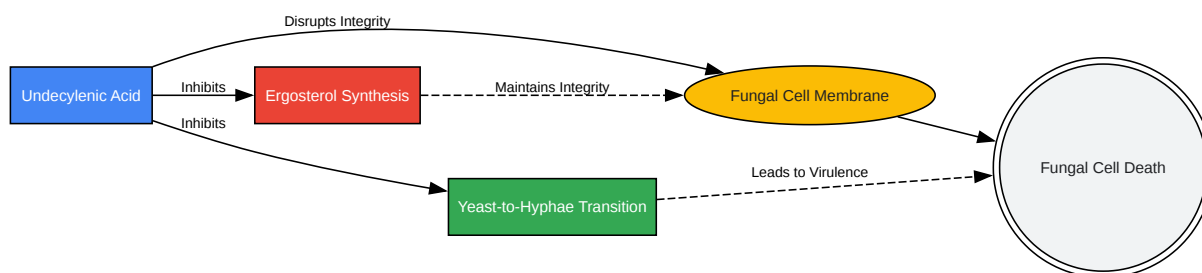 Disrupts Integrity
Undecylenic Acid
Inhibits
Ergosterol Synthesis
Maintains Integrity
Fungal Cell Membrane
Inhibits
Yeast-to-Hyphae Transition
Leads to Virulence
Fungal Cell Death